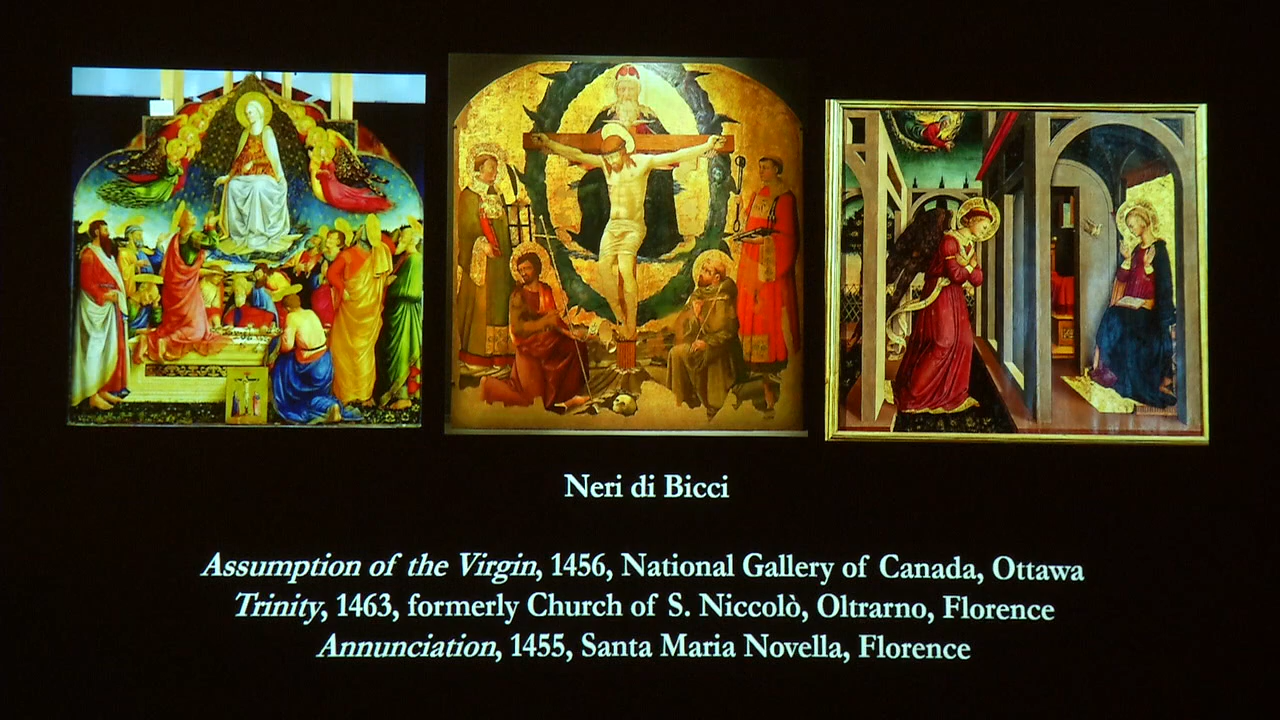 Neri di Bicci
Assumption of the Virgin, 1456, National Gallery of Canada, Ottawa
Trinity, 1463, formerly Church of S. Niccolò, Oltrarno, Florence
Annunciation, 1455, Santa Maria Novella, Florence